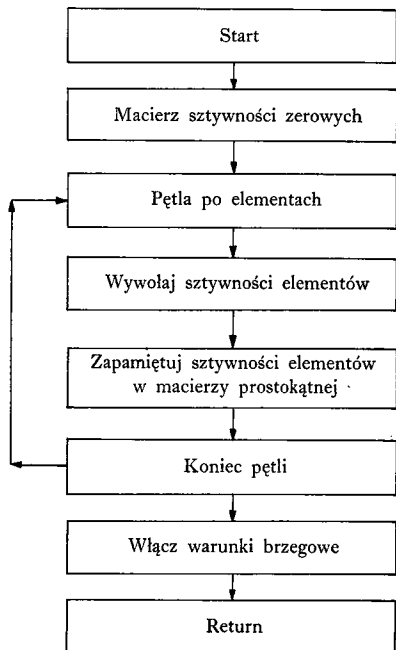 Start
Macierz sztywności zerowych
Pętla po elementach
Wywołaj sztywności elementów
Zapamiętuj sztywności elementów
w macierzy prostokątnej
Koniec pętli
Włącz warunki brzegowe
Return